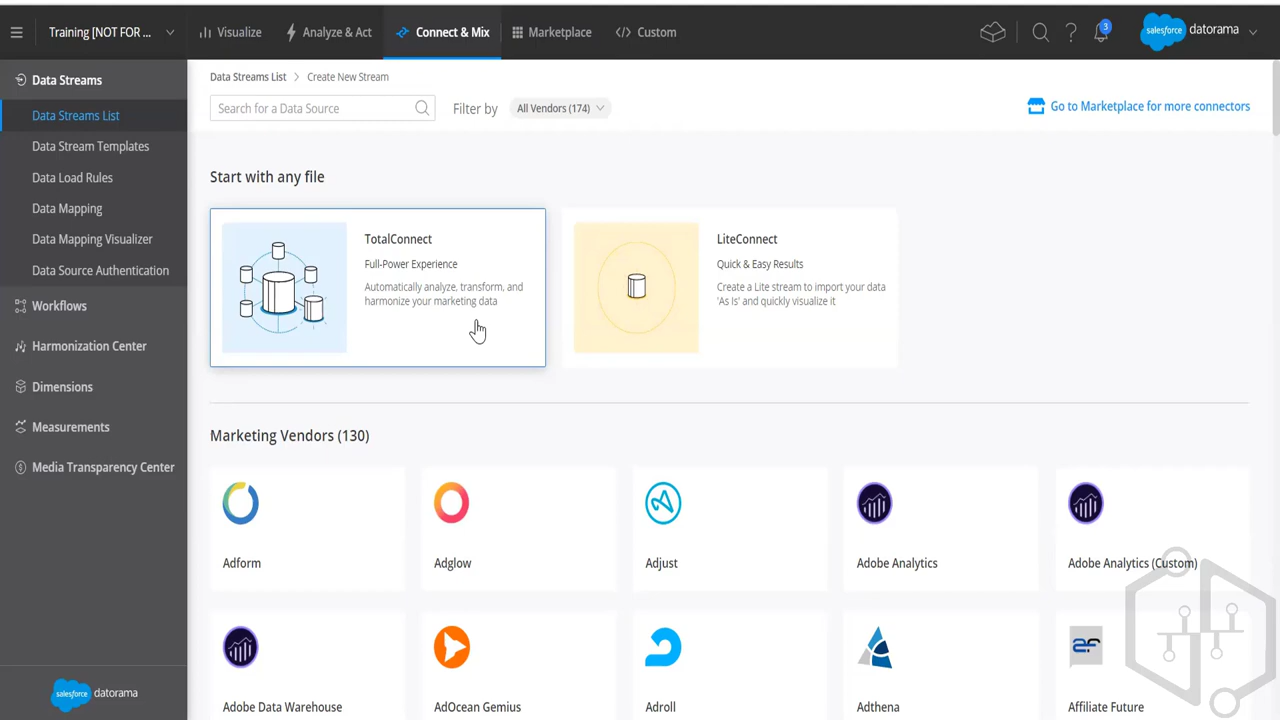 Training [NOT FOR ...
Visualize
Analyze & Act
Connect & Mix
Marketplace
Custom
3
salesforce datorama
Data Streams
Data Streams List
Data Stream Templates
Data Load Rules
Data Mapping
Data Mapping Visualizer
Data Source Authentication
Workflows
Harmonization Center
Dimensions
Measurements
Media Transparency Center
salesforce datorama
Data Streams List > Create New Stream
Search for a Data Source
Filter by
All Vendors (174)
Go to Marketplace for more connectors
Start with any file
TotalConnect
Full-Power Experience
Automatically analyze, transform, and
harmonize your marketing data
LiteConnect
Quick & Easy Results
Create a Lite stream to import your data
'As Is' and quickly visualize it
Marketing Vendors (130)
Adform
Adglow
Adjust
Adobe Analytics
Adobe Analytics (Custom)
Adobe Data Warehouse
AdOcean Gemius
Adroll
Adthena
Affiliate Future